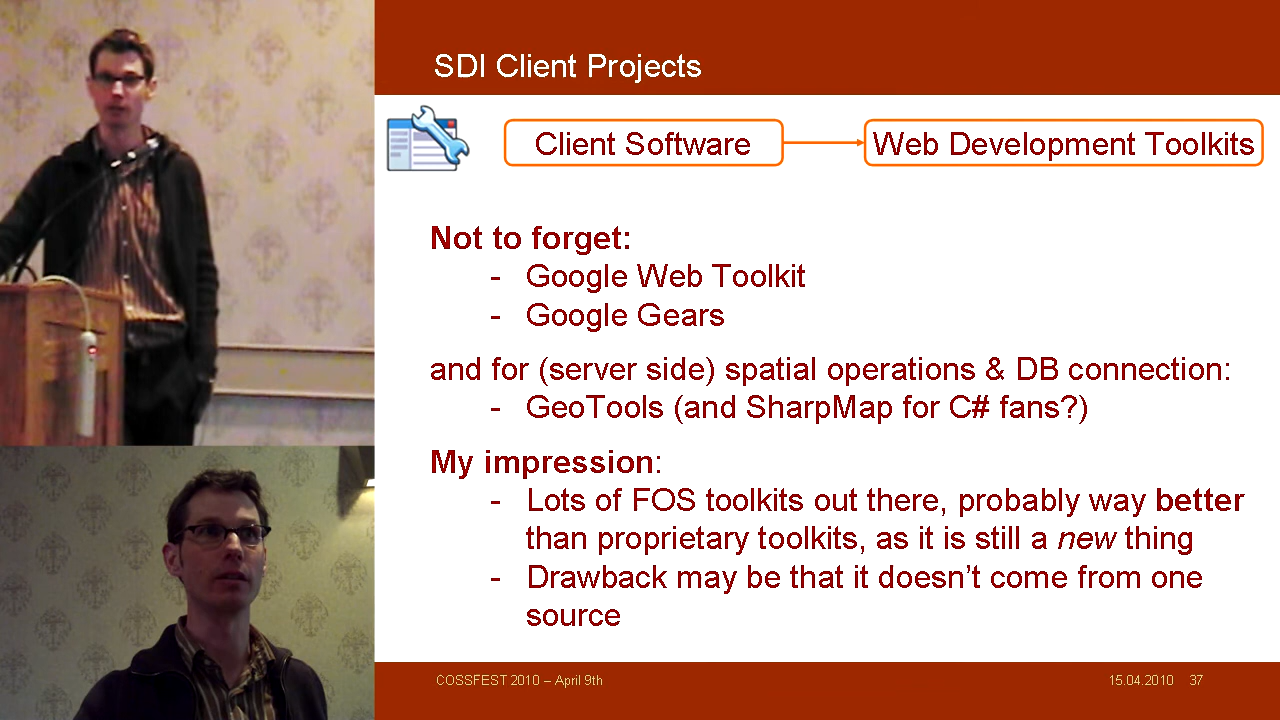 SDI Client Projects
Client Software
Web Development Toolkits
Not to forget:
- Google Web Toolkit
- Google Gears
and for (server side) spatial operations & DB connection:
- GeoTools (and SharpMap for C# fans?)
My impression:
- Lots of FOS toolkits out there, probably way better
than proprietary toolkits, as it is still a new thing
- Drawback may be that it doesn’t come from one
source
COSSFEST 2010 – April 9th
15.04.2010 37